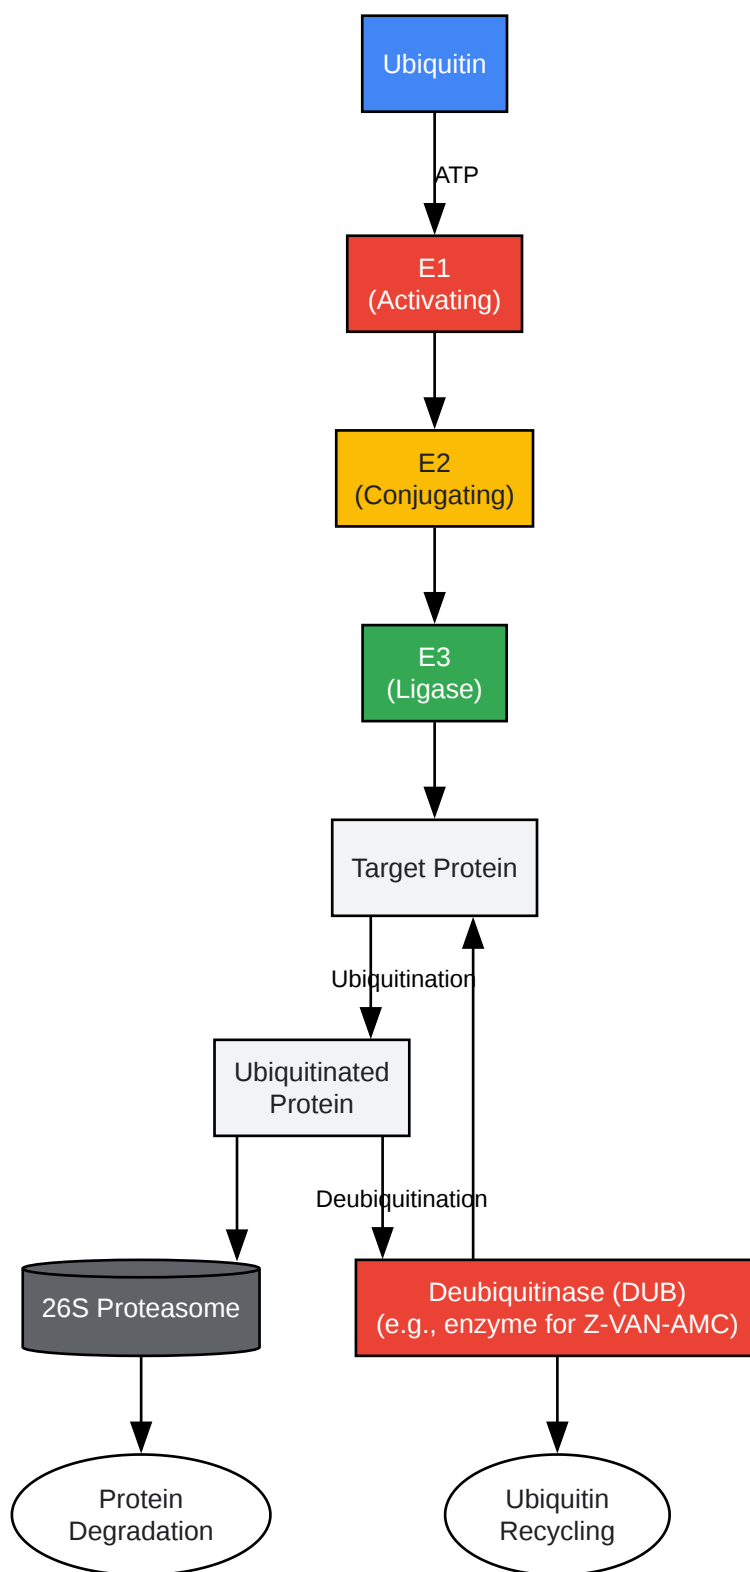 Ubiquitin
ATP
E1
(Activating)
E2
(Conjugating)
E3
(Ligase)
Target Protein
Ubiquitination
Ubiquitinated
Protein
Deubiquitination
26S Proteasome
Deubiquitinase (DUB)
(e.g., enzyme for Z-VAN-AMC)
Protein
Degradation
Ubiquitin
Recycling